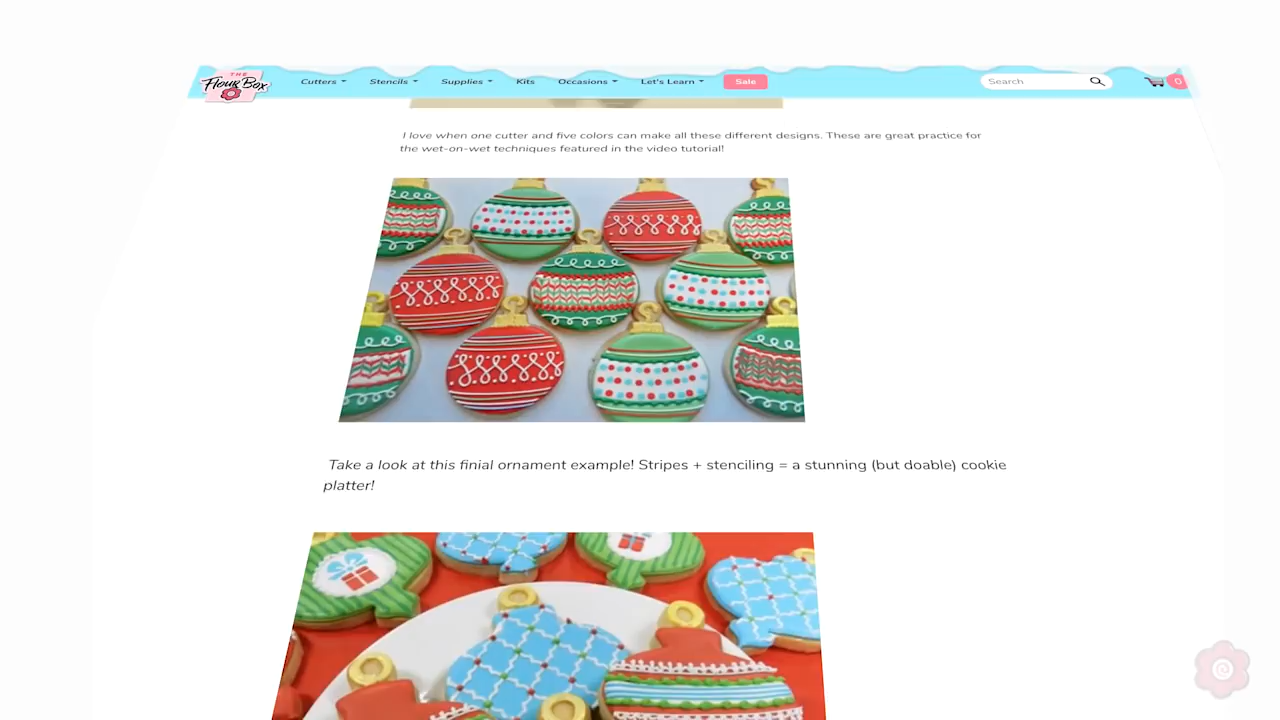 THE
Flour Box
Cutters Stencils Supplies Kits Occasions Let's Learn Sale Search 0
I love when one cutter and five colors can make all these different designs. These are great practice for
the wet-on-wet techniques featured in the video tutorial!
Take a look at this finial ornament example! Stripes + stenciling = a stunning (but doable) cookie
platter!